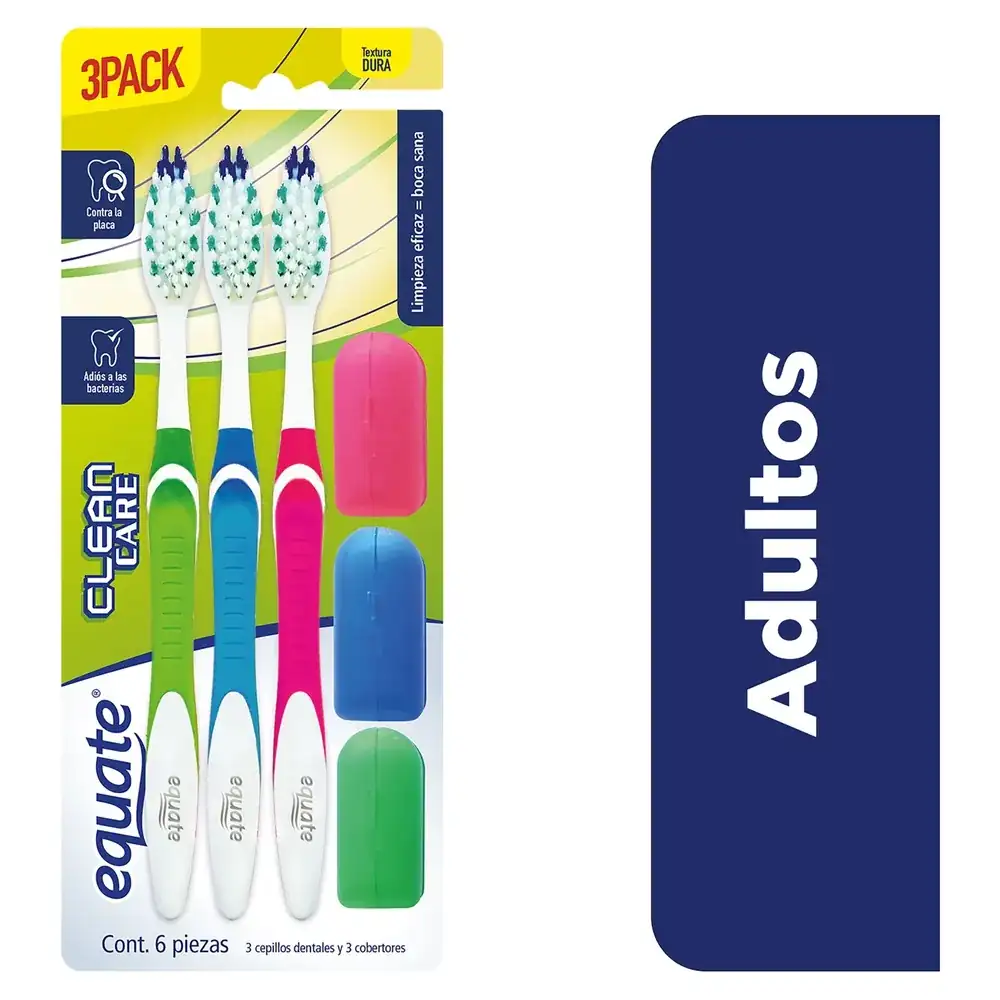 3PACK
Textura
DURA
Contra la
placa
Limpieza eficaz = boca sana
Adiós a las
bacterias
CLEAN
CARE
equate®
equate
equate
equate
Cont. 6 piezas
3 cepillos dentales y 3 cobertores
Adultos